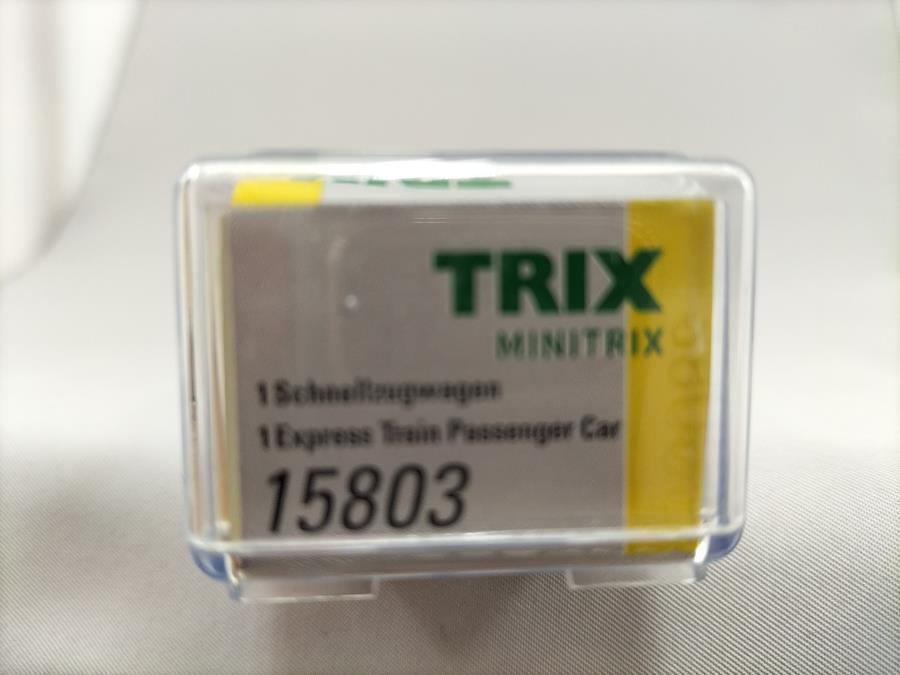 TRIX
MINITRIX
1 Schnellzugwagen
1 Express Train Passenger Car
15803